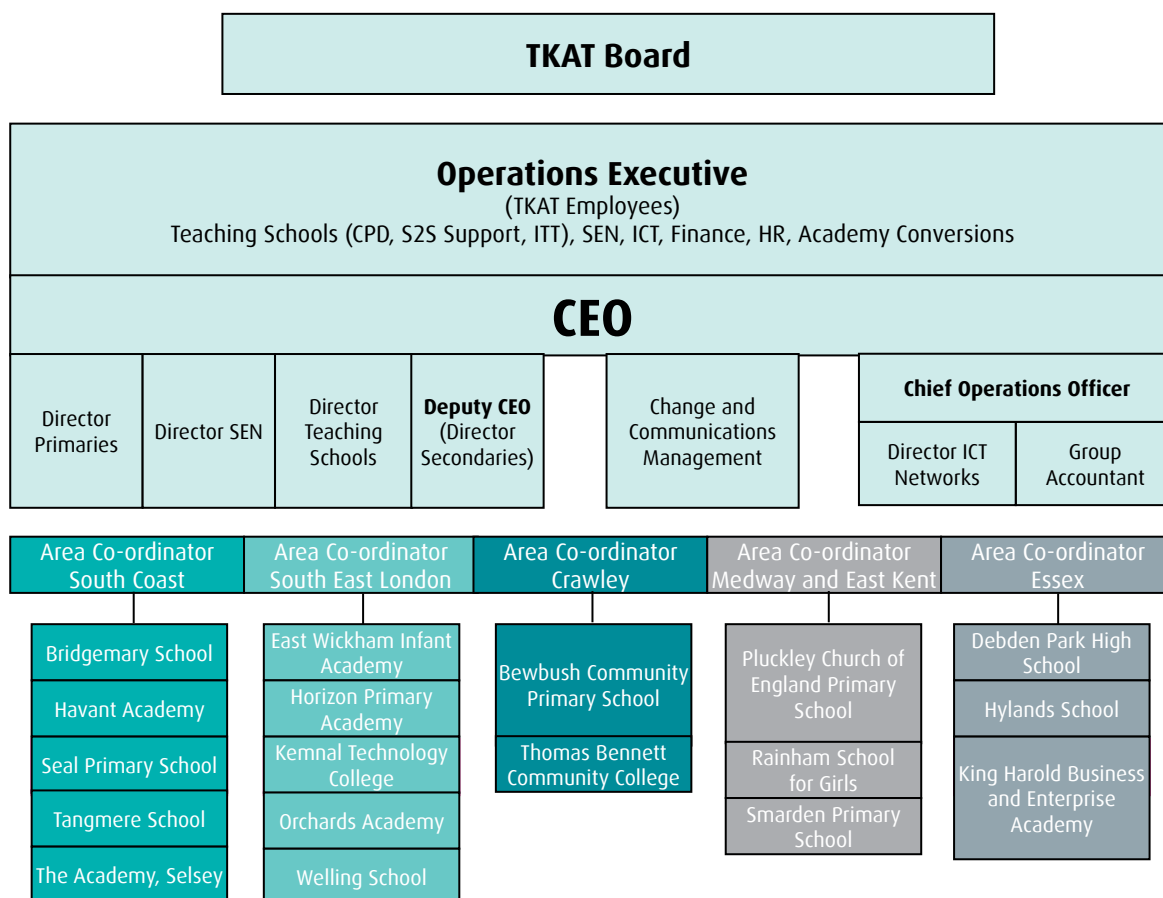 TKAT Board
Operations Executive
(TKAT Employees)
Teaching Schools (CPD, S2S Support, ITT), SEN, ICT, Finance, HR, Academy Conversions
CEO
Director
Primaries
Director SEN
Director
Teaching
Schools
Deputy CEO
(Director
Secondaries)
Change and
Communications
Management
Chief Operations Officer
Director ICT
Networks
Group
Accountant
Area Co-ordinator
South Coast
Area Co-ordinator
South East London
Area Co-ordinator
Crawley
Area Co-ordinator
Medway and East Kent
Area Co-ordinator
Essex
Bridgemary School
Havant Academy
Seal Primary School
Tangmere School
The Academy, Selsey
East Wickham Infant
Academy
Horizon Primary
Academy
Kemnal Technology
College
Orchards Academy
Welling School
Bewbush Community
Primary School
Thomas Bennett
Community College
Pluckley Church of
England Primary
School
Rainham School
for Girls
Smarden Primary
School
Debden Park High
School
Hylands School
King Harold Business
and Enterprise
Academy